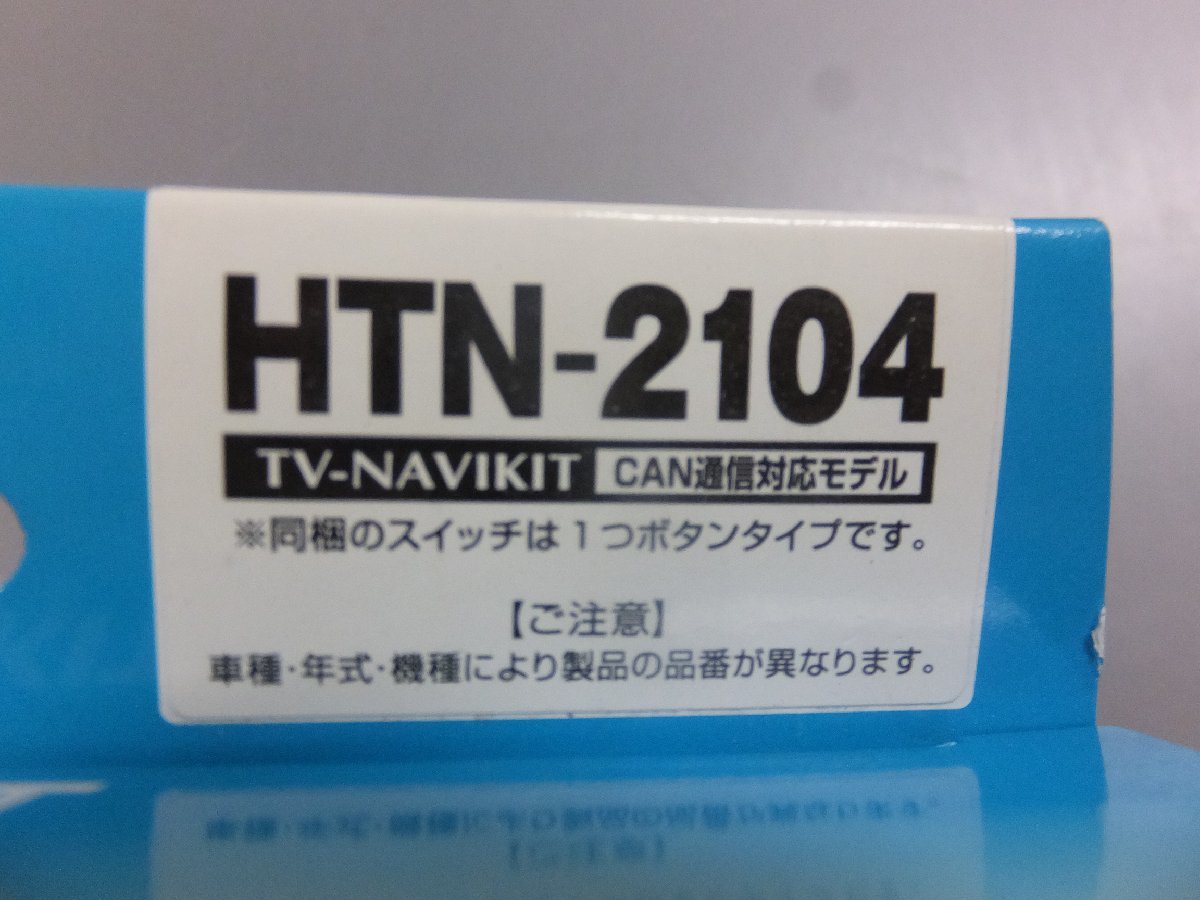 HTN-2104
TV-NAVIKIT CAN通信対応モデル
※同梱のスイッチは1つボタンタイプです。
【ご注意】
車種・年式・機種により製品の品番が異なります。